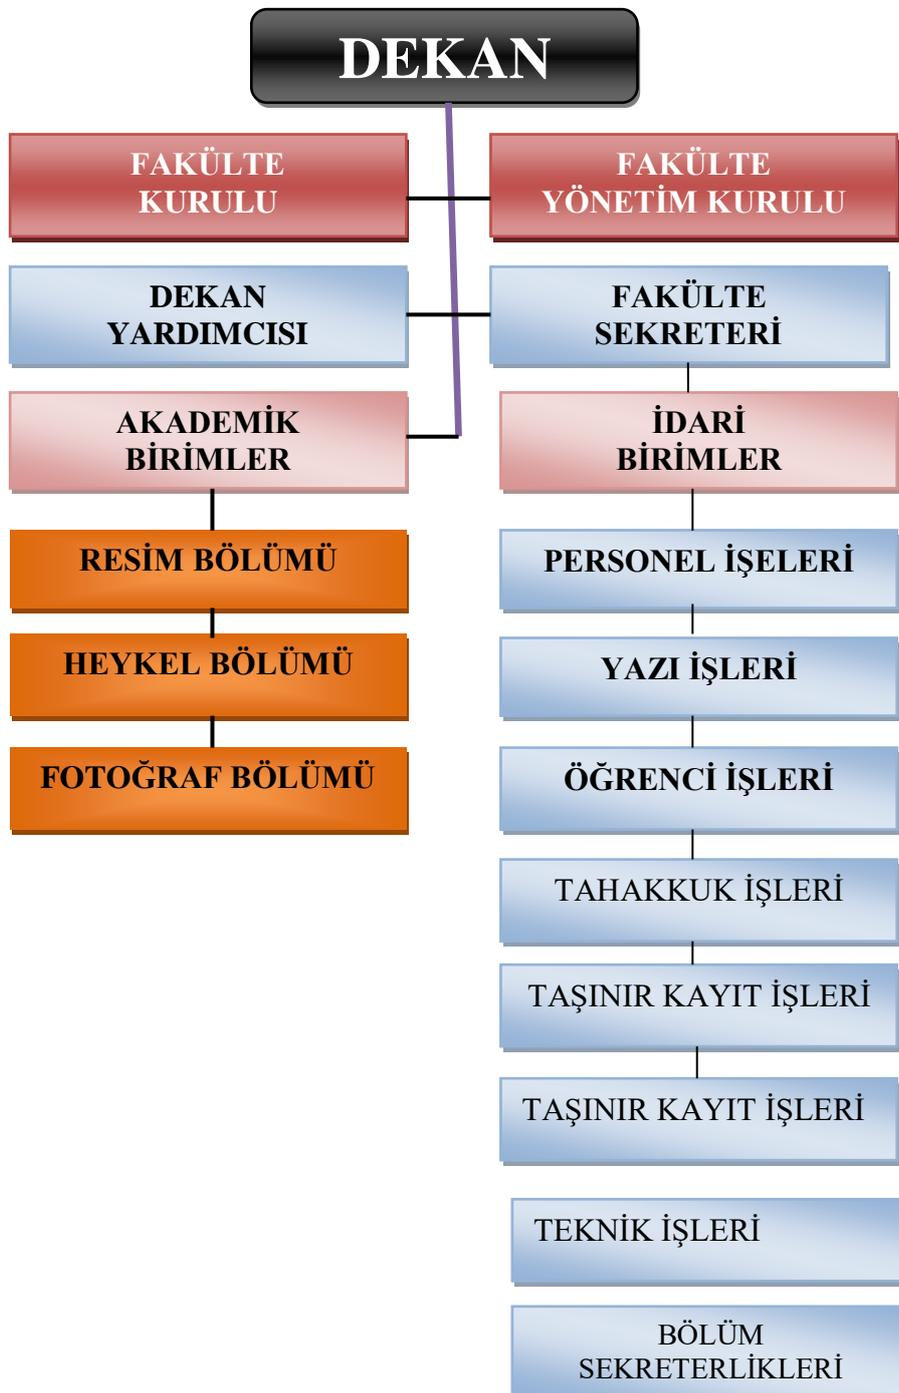 DEKAN
FAKÜLTE
KURULU
FAKÜLTE
YÖNETİM KURULU
DEKAN
YARDIMCISI
FAKÜLTE
SEKRETERİ
AKADEMİK
BİRİMLER
İDARİ
BİRİMLER
RESİM BÖLÜMÜ
HEYKEL BÖLÜMÜ
FOTOĞRAF BÖLÜMÜ
PERSONEL İŞELERİ
YAZI İŞLERİ
ÖĞRENCİ İŞLERİ
TAHAKKUK İŞLERİ
TAŞINIR KAYIT İŞLERİ
TAŞINIR KAYIT İŞLERİ
TEKNİK İŞLERİ
BÖLÜM
SEKRETERLİKLERİ